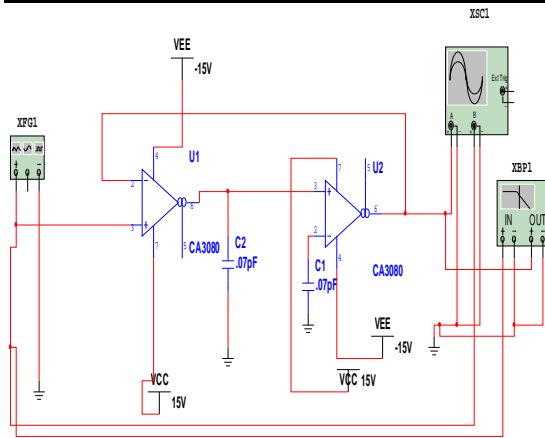 XSC1
VEE
-15V
XFG1
Ext Trig
A
B
U1
U2
XBP1
IN
OUT
4
2
3
6
5
7
CA3080
C2
.07pF
7
5
3
2
6
4
C1
.07pF
CA3080
VEE
-15V
VCC
15V
VCC
15V